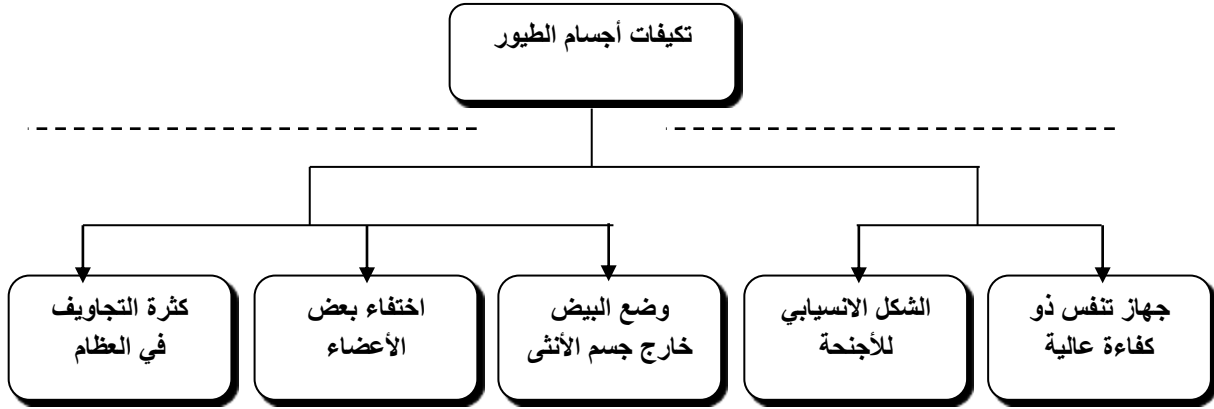 تكيفات أجسام الطيور
جهاز تنفس ذو
كفاءة عالية
الشكل الانسيابي
للأجنحة
وضع البيض
خارج جسم الأنثى
اختفاء بعض
الأعضاء
كثرة التجاويف
في العظام